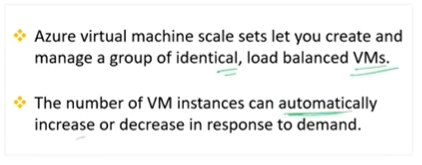 Azure virtual machine scale sets let you create and
manage a group of identical, load balanced VMs.
The number of VM instances can automatically
increase or decrease in response to demand.